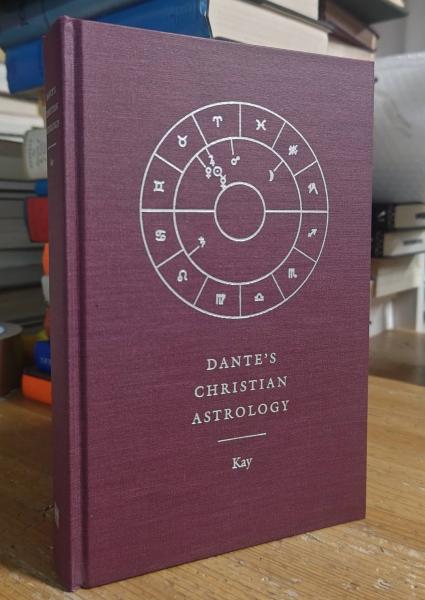 DANTE'S
CHRISTIAN
ASTROLOGY
Kay